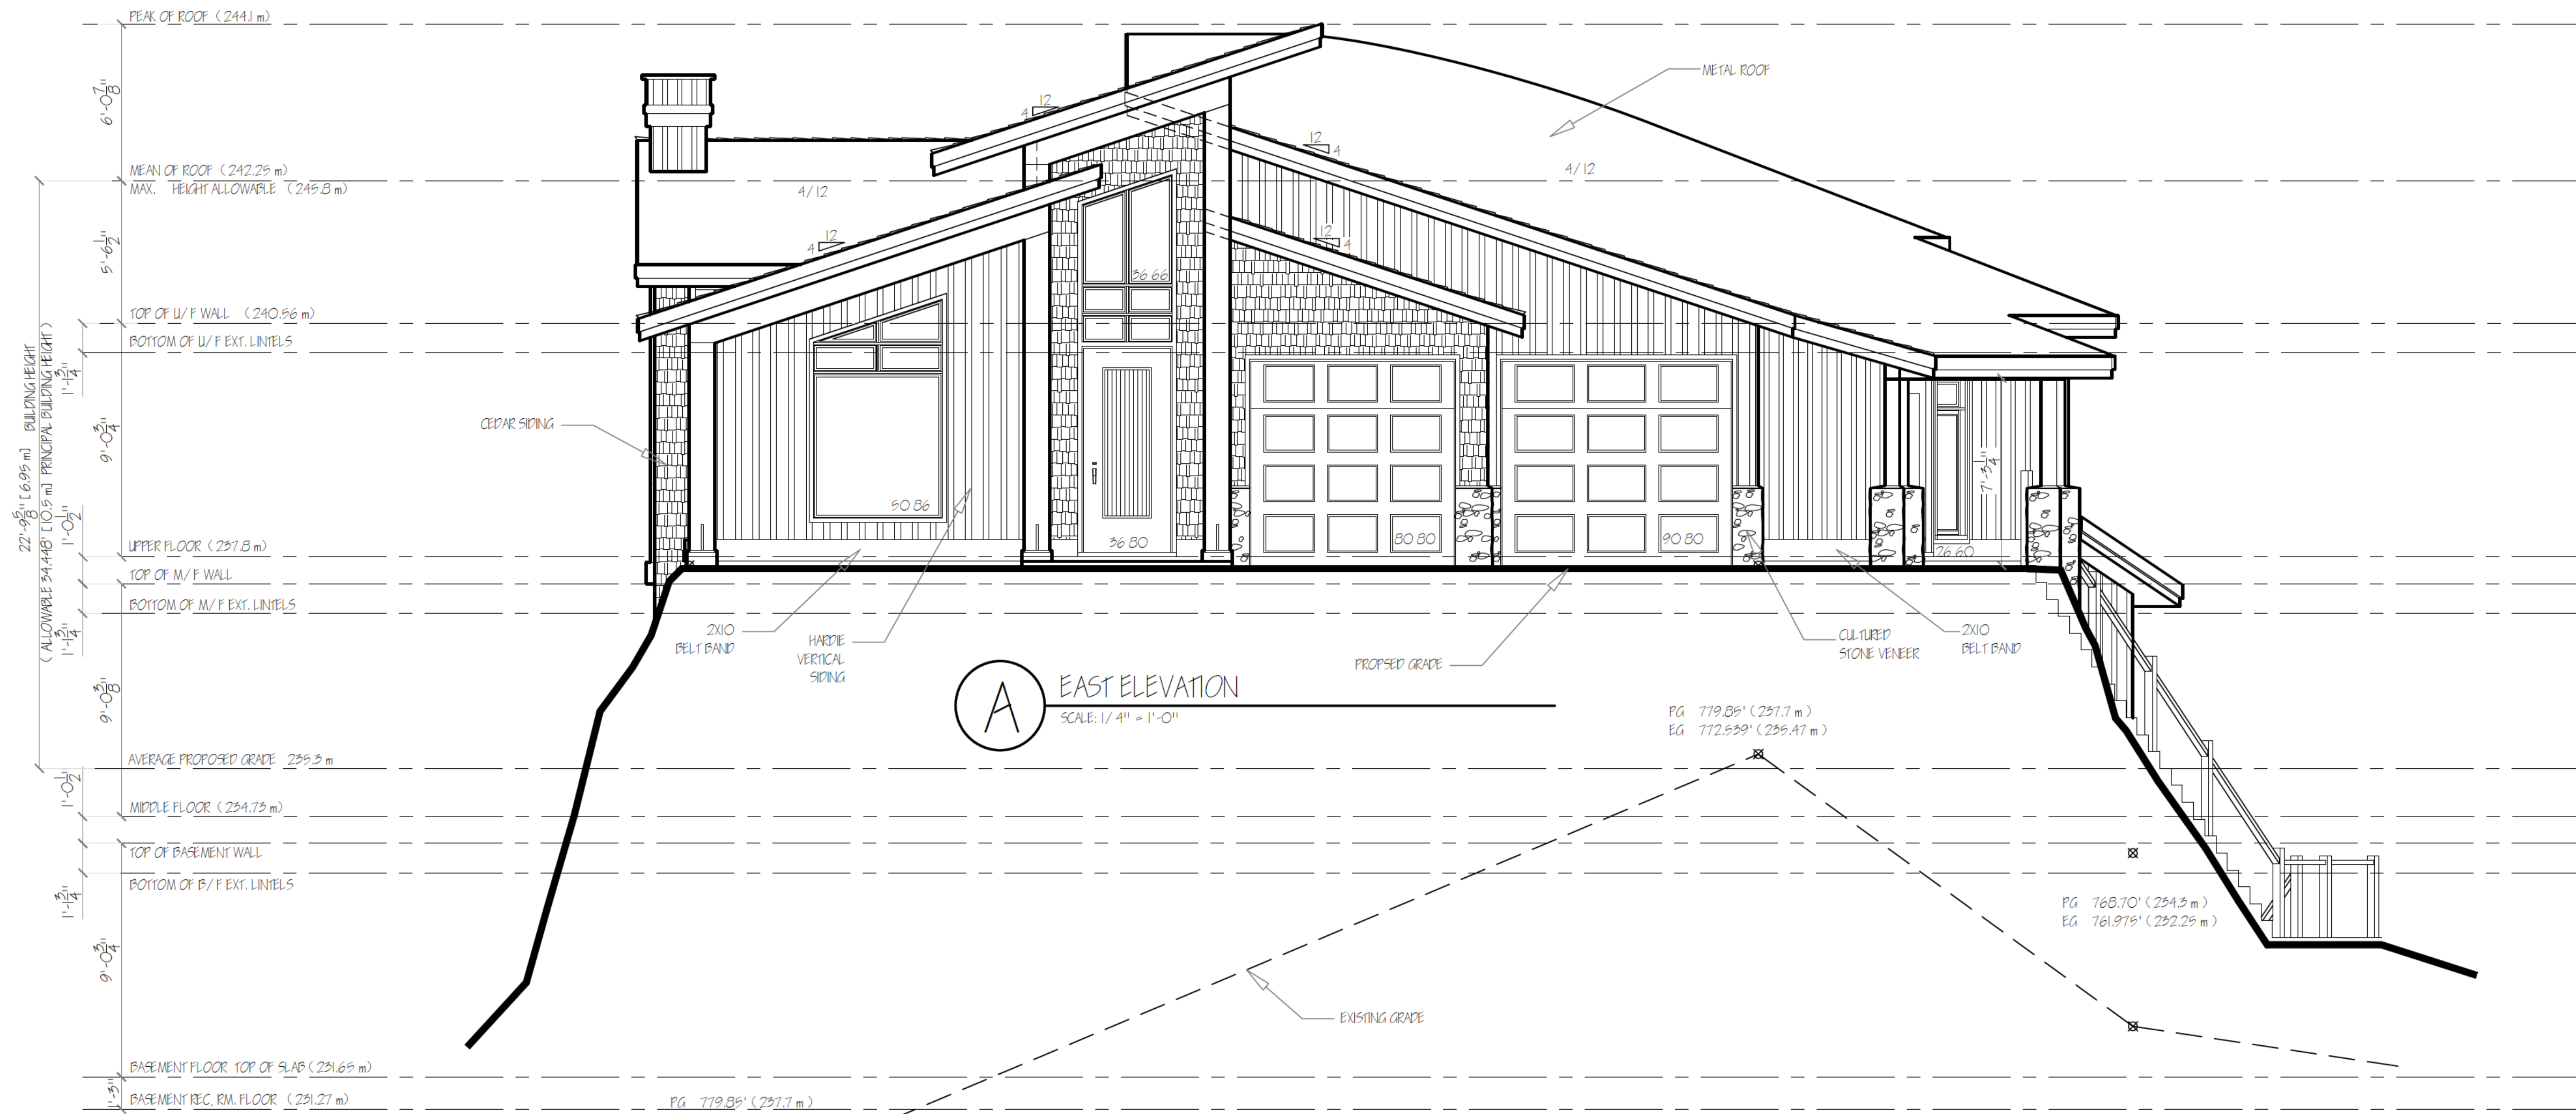 PEAK OF ROOF (244.1 m)
6'-0 7/8"
MEAN OF ROOF (242.25 m)
MAX. HEIGHT ALLOWABLE (245.8 m)
5'-6 1/2"
TOP OF U/F WALL (240.56 m)
BOTTOM OF U/F EXT. LINTELS
1'-1 3/4"
9'-0 3/4"
1'-0 1/2"
22'-9 5/8" [6.95 m] BUILDING HEIGHT
( ALLOWABLE 34.448' [10.5 m] PRINCIPAL BUILDING HEIGHT )
UPPER FLOOR (237.8 m)
TOP OF M/F WALL
BOTTOM OF M/F EXT. LINTELS
1'-1 3/4"
9'-0 3/8"
AVERAGE PROPOSED GRADE 235.3 m
1'-0 1/2"
MIDDLE FLOOR (234.73 m)
TOP OF BASEMENT WALL
BOTTOM OF B/F EXT. LINTELS
1'-1 3/4"
9'-0 3/4"
BASEMENT FLOOR TOP OF SLAB (231.65 m)
1'-3"
BASEMENT REC. RM. FLOOR (231.27 m)
METAL ROOF
12
4
12
4
4/12
4/12
12
4
12
4
36 66
CEDAR SIDING
50 86
36 80
80 80
90 80
26 60
7'-3 3/4"
2X10
BELT BAND
HARDIE
VERTICAL
SIDING
PROPSED GRADE
CULTURED
STONE VENEER
2X10
BELT BAND
A
EAST ELEVATION
SCALE: 1/4" = 1'-0"
PG 779.85' (237.7 m)
EG 772.539' (235.47 m)
PG 768.70' (234.3 m)
EG 761.975' (232.25 m)
EXISTING GRADE
PG 779.85' (237.7 m)